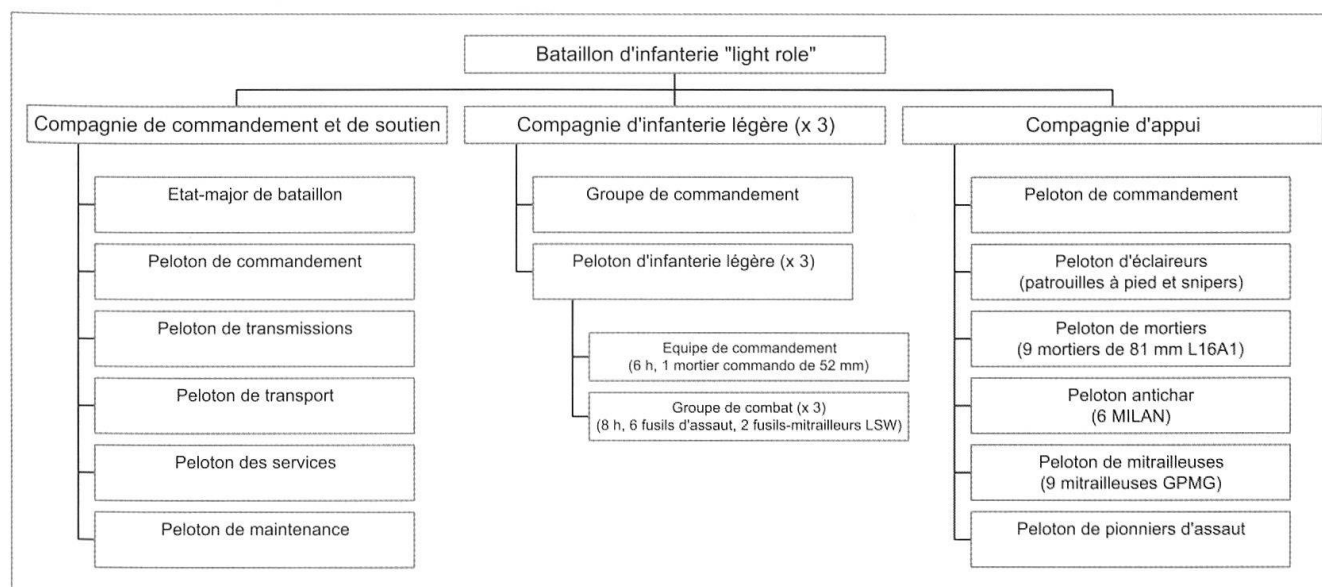 Bataillon d'infanterie "light role"
Compagnie de commandement et de soutien
Etat-major de bataillon
Peloton de commandement
Peloton de transmissions
Peloton de transport
Peloton des services
Peloton de maintenance
Compagnie d'infanterie légère (x 3)
Groupe de commandement
Peloton d'infanterie légère (x 3)
Equipe de commandement
(6 h, 1 mortier commando de 52 mm)
Groupe de combat (x 3)
(8 h, 6 fusils d'assaut, 2 fusils-mitrailleurs LSW)
Compagnie d'appui
Peloton de commandement
Peloton d'éclaireurs
(patrouilles à pied et snipers)
Peloton de mortiers
(9 mortiers de 81 mm L16A1)
Peloton antichar
(6 MILAN)
Peloton de mitrailleuses
(9 mitrailleuses GPMG)
Peloton de pionniers d'assaut